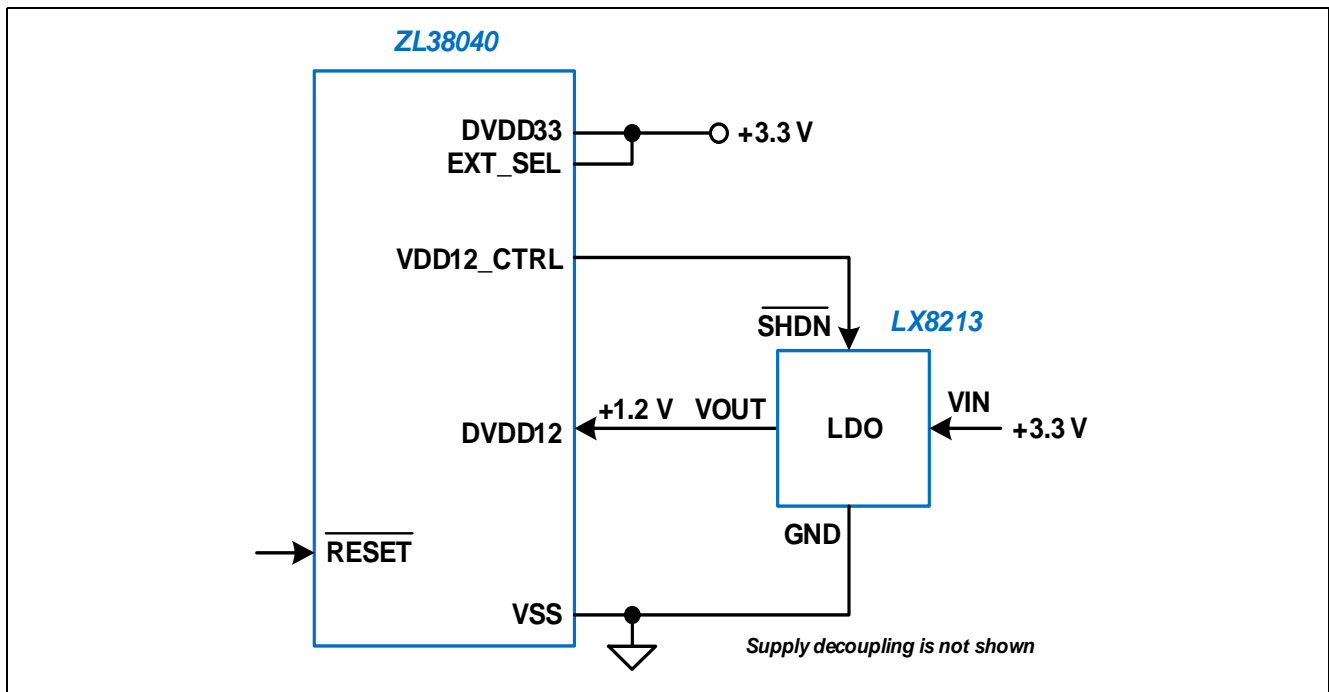 ZL38040
DVDD33
+3.3 V
EXT_SEL
VDD12_CTRL
SHDN
LX8213
+1.2 V
VOUT
VIN
DVDD12
LDO
+3.3 V
RESET
GND
VSS
Supply decoupling is not shown